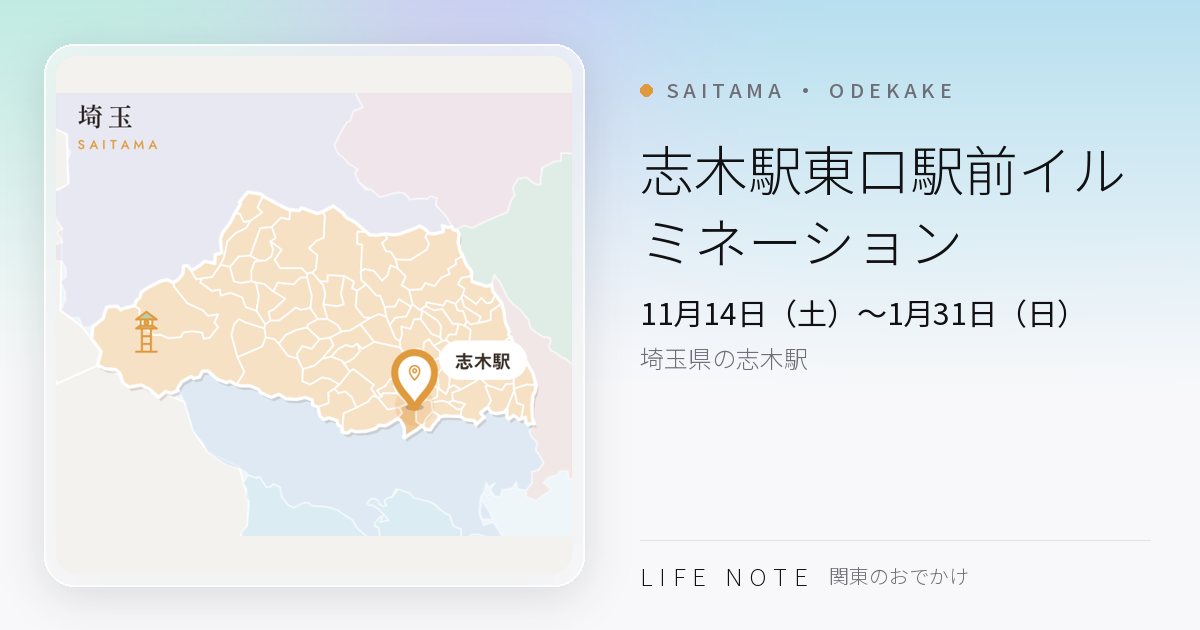 埼玉
SAITAMA
志木駅
SAITAMA • ODEKAKE
志木駅東口駅前イル
ミネーション
11月14日（土）〜1月31日（日）
埼玉県の志木駅
LIFE NOTE 関東のおでかけ